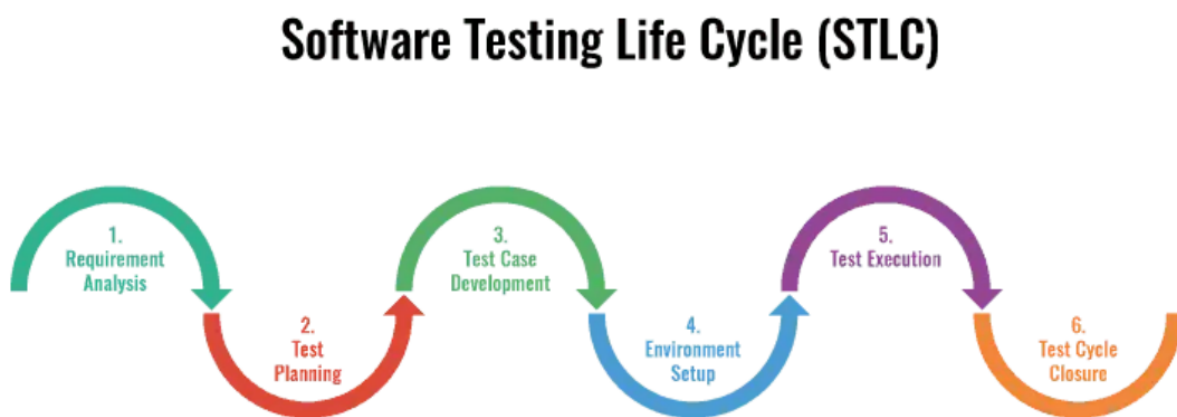 Software Testing Life Cycle (STLC)
1.
Requirement
Analysis
2.
Test
Planning
3.
Test Case
Development
4.
Environment
Setup
5.
Test Execution
6.
Test Cycle
Closure